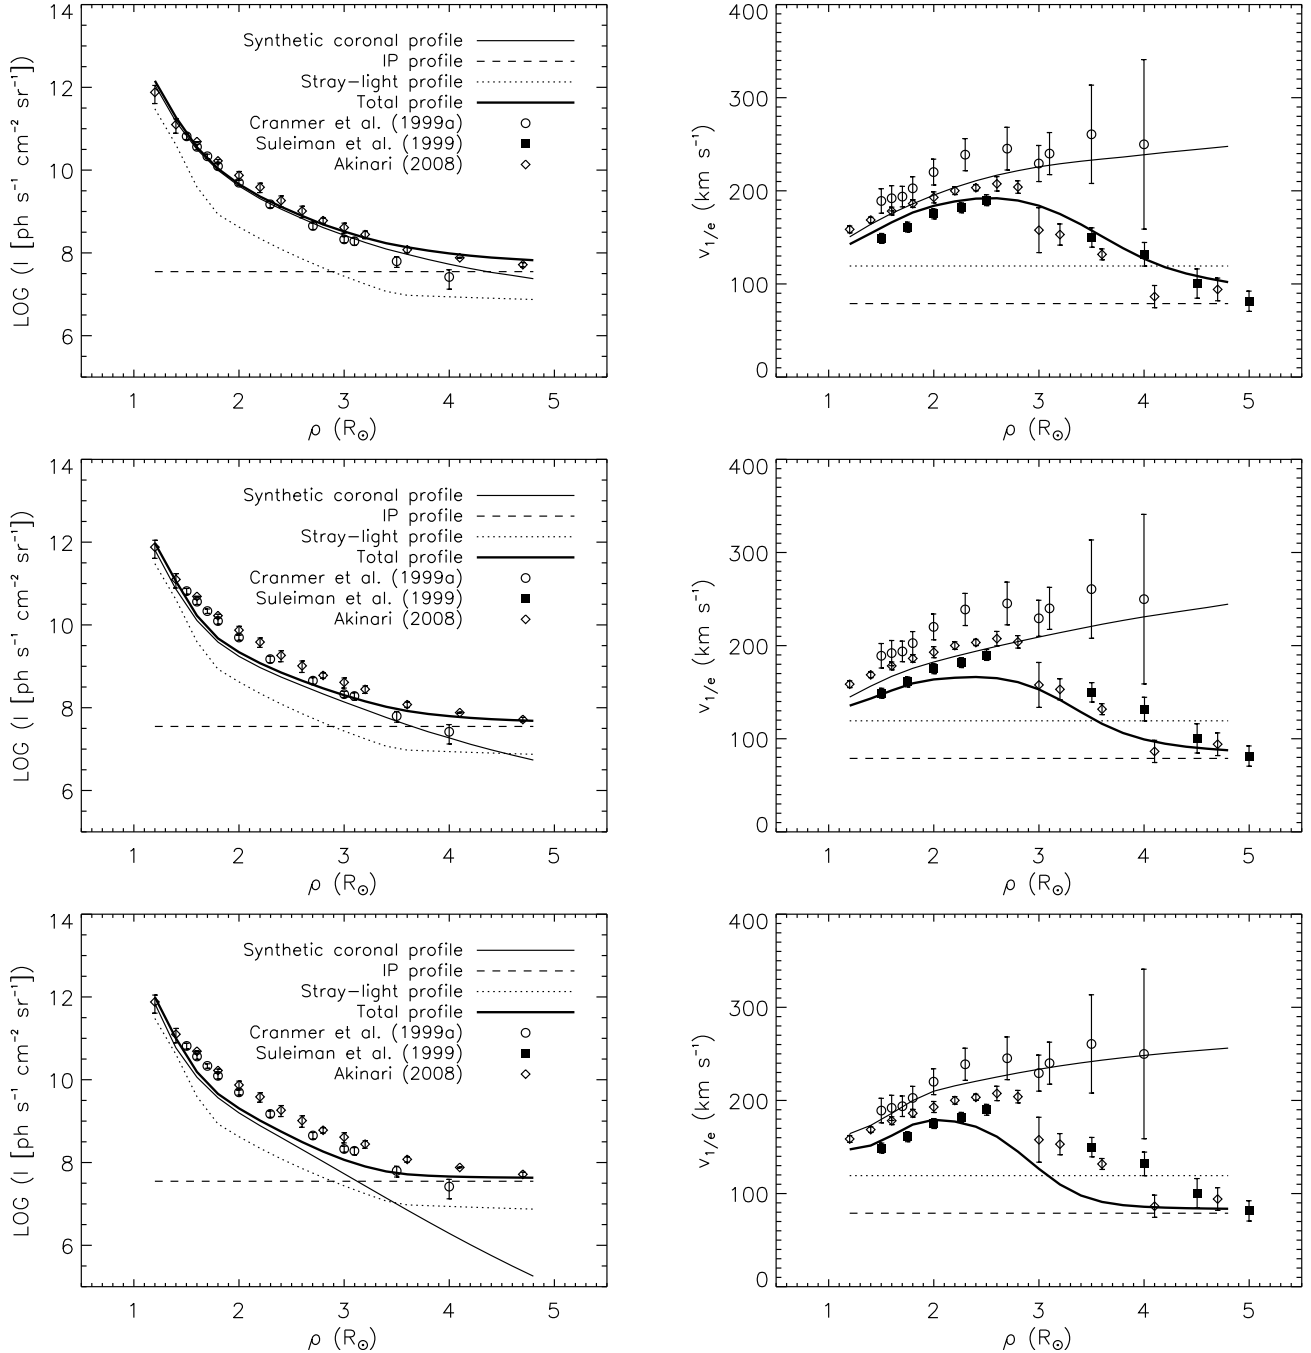 14
12
10
8
6
LOG (I [ph s⁻¹ cm⁻² sr⁻¹])
Synthetic coronal profile
IP profile
Stray-light profile
Total profile
Cranmer et al. (1999a)
Suleiman et al. (1999)
Akinari (2008)
1 2 3 4 5
ρ (R☉)
400
300
200
100
0
v₁/ₑ (km s⁻¹)
1 2 3 4 5
ρ (R☉)
14
12
10
8
6
LOG (I [ph s⁻¹ cm⁻² sr⁻¹])
Synthetic coronal profile
IP profile
Stray-light profile
Total profile
Cranmer et al. (1999a)
Suleiman et al. (1999)
Akinari (2008)
1 2 3 4 5
ρ (R☉)
400
300
200
100
0
v₁/ₑ (km s⁻¹)
1 2 3 4 5
ρ (R☉)
14
12
10
8
6
LOG (I [ph s⁻¹ cm⁻² sr⁻¹])
Synthetic coronal profile
IP profile
Stray-light profile
Total profile
Cranmer et al. (1999a)
Suleiman et al. (1999)
Akinari (2008)
1 2 3 4 5
ρ (R☉)
400
300
200
100
0
v₁/ₑ (km s⁻¹)
1 2 3 4 5
ρ (R☉)